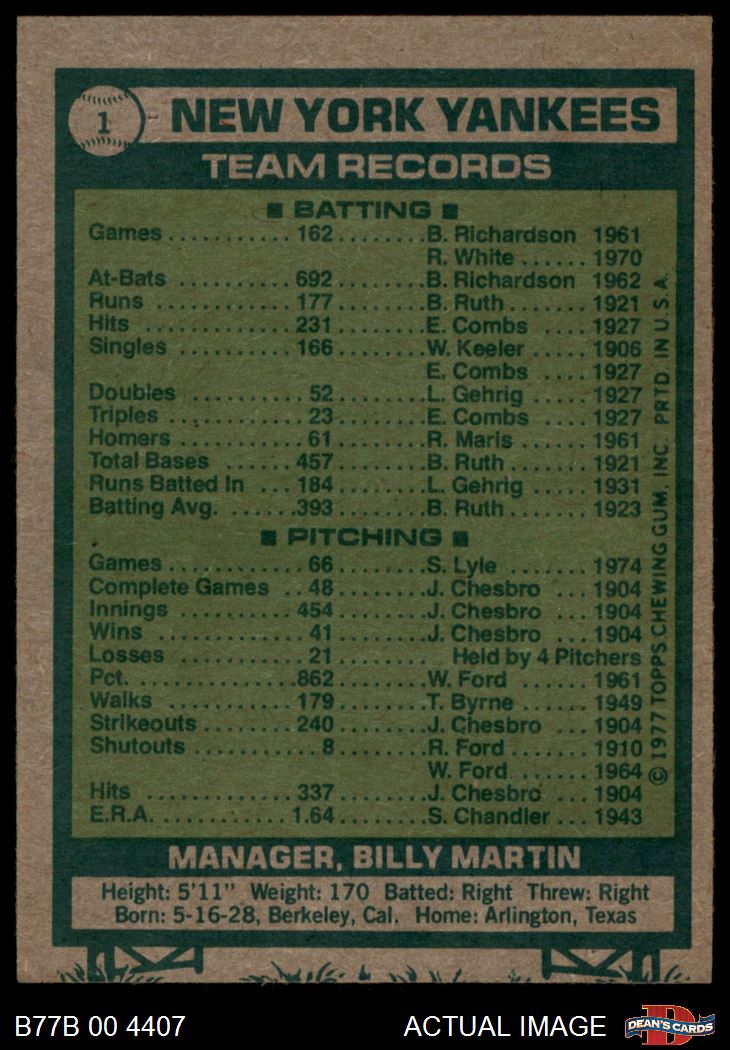 1
NEW YORK YANKEES
TEAM RECORDS
■ BATTING ■
Games...........162........B. Richardson 1961
R. White......1970
At-Bats ..........692........B. Richardson 1962
Runs ............177........B. Ruth.......1921
Hits ............231........E. Combs ....1927
Singles .........166........W. Keeler .....1906
E. Combs ....1927
Doubles ..........52........L. Gehrig .....1927
Triples ..........23........E. Combs ....1927
Homers ..........61........R. Maris ......1961
Total Bases ......457........B. Ruth.......1921
Runs Batted In ...184........L. Gehrig .....1931
Batting Avg. ......393........B. Ruth.......1923
■ PITCHING ■
Games............66........S. Lyle.......1974
Complete Games ..48........J. Chesbro ...1904
Innings .........454........J. Chesbro ...1904
Wins ............41........J. Chesbro ...1904
Losses ..........21........ Held by 4 Pitchers
Pct. ............862........W. Ford ......1961
Walks ..........179........T. Byrne......1949
Strikeouts .......240........J. Chesbro ...1904
Shutouts ..........8........R. Ford.......1910
W. Ford ......1964
Hits ............337........J. Chesbro ...1904
E.R.A............1.64........S. Chandler ...1943
© 1977 TOPPS CHEWING GUM, INC. PRTD. IN U.S.A.
MANAGER, BILLY MARTIN
Height: 5'11" Weight: 170 Batted: Right Threw: Right
Born: 5-16-28, Berkeley, Cal. Home: Arlington, Texas
B77B 00 4407
ACTUAL IMAGE
D
DEAN'S CARDS